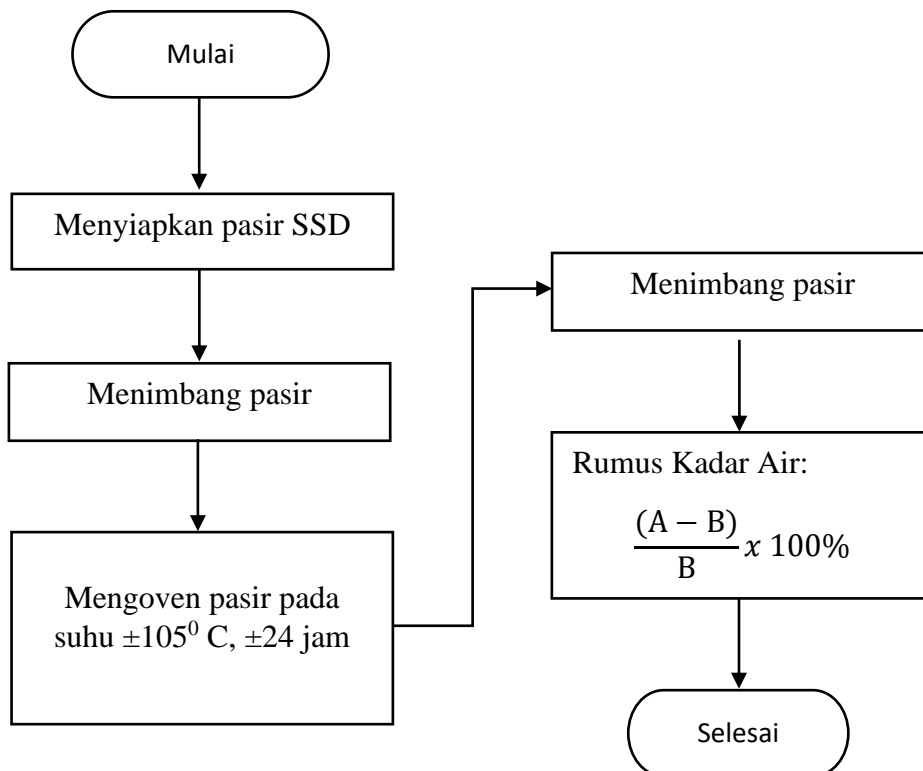 Mulai
Menyiapkan pasir SSD
Menimbang pasir
Mengoven pasir pada
suhu ±105⁰ C, ±24 jam
Menimbang pasir
Rumus Kadar Air:
(A − B)
B
x 100%
Selesai